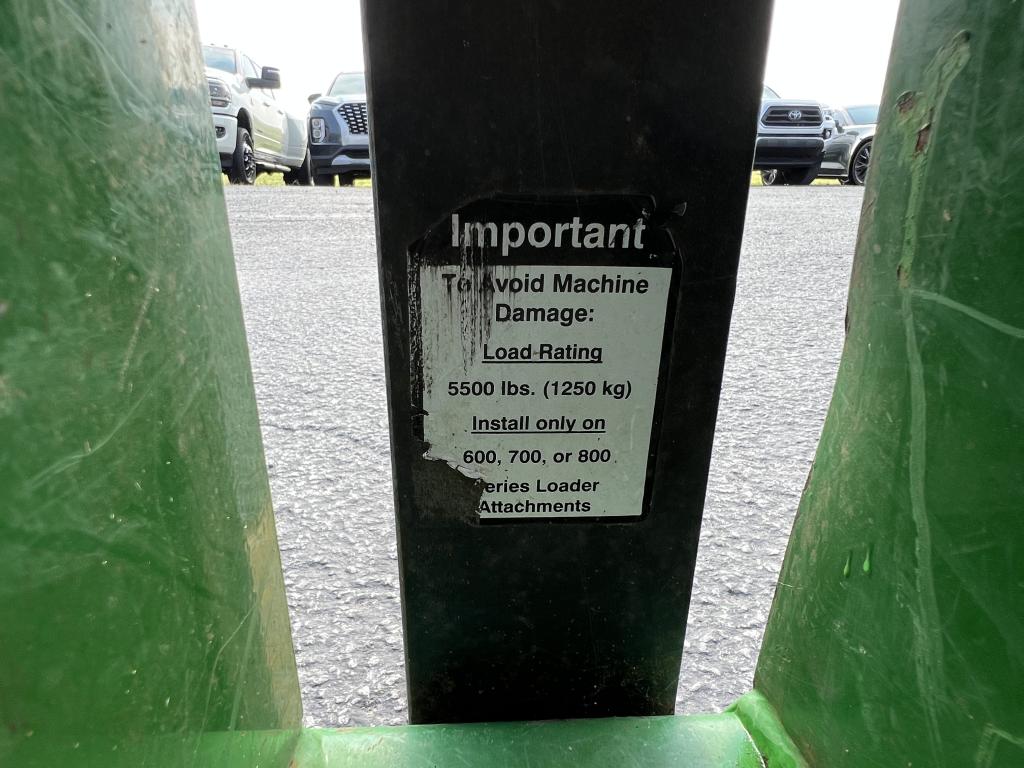 Important
To Avoid Machine
Damage:
Load Rating
5500 lbs. (1250 kg)
Install only on
600, 700, or 800
eries Loader
Attachments